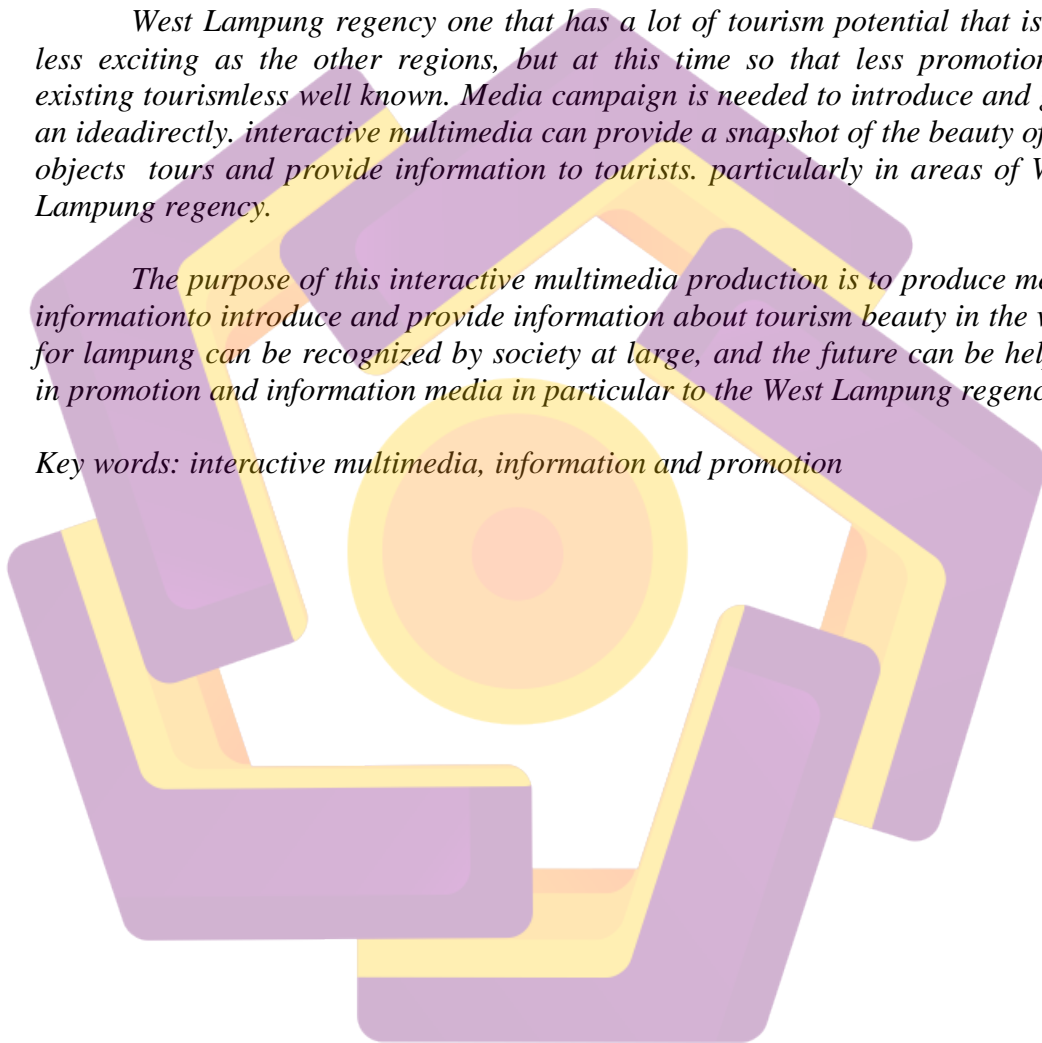 West Lampung regency one that has a lot of tourism potential that is
less exciting as the other regions, but at this time so that less promotion
existing tourismless well known. Media campaign is needed to introduce and
an ideadirectly. interactive multimedia can provide a snapshot of the beauty of
objects tours and provide information to tourists. particularly in areas of
Lampung regency.
The purpose of this interactive multimedia production is to produce
informationto introduce and provide information about tourism beauty in the
for lampung can be recognized by society at large, and the future can be
in promotion and information media in particular to the West Lampung
Key words: interactive multimedia, information and promotion